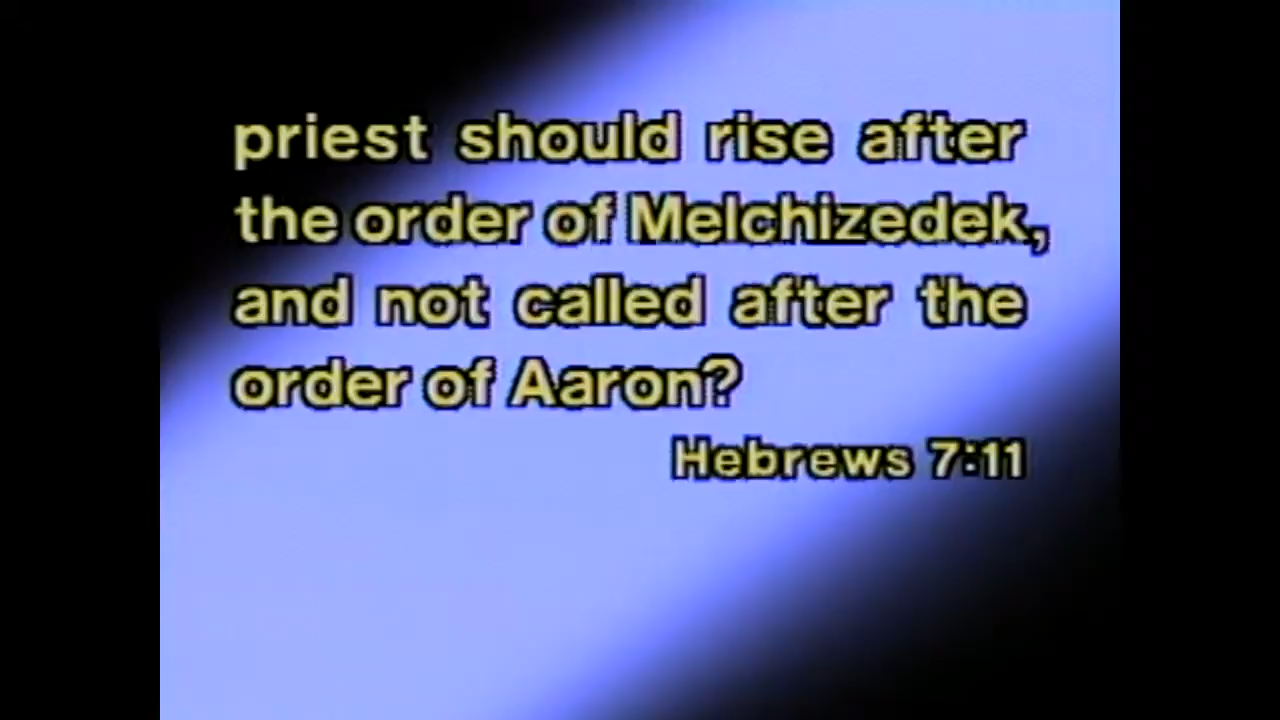 priest should rise after
the order of Melchizedek,
and not called after the
order of Aaron?
Hebrews 7:11